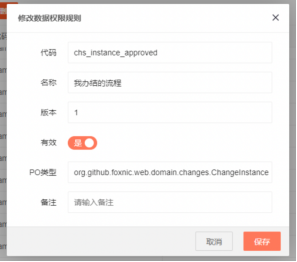 修改数据权限规则
代码
chs_instance_approved
名称
我办结的流程
版本
1
有效
是
PO类型
org.github.foxnic.web.domain.changes.ChangeInstance
备注
请输入备注
取消
保存